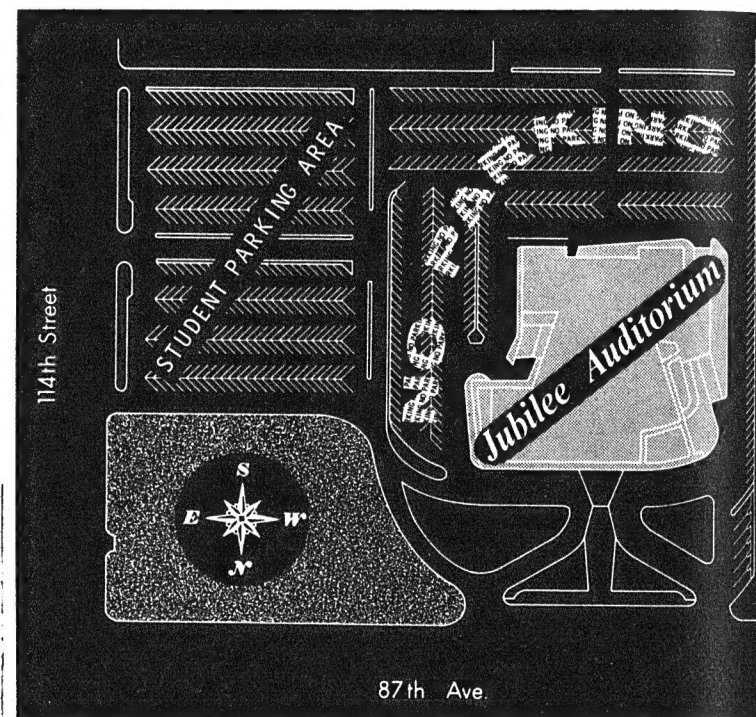 STUDENT PARKING AREA
NO PARKING
Jubilee Auditorium
114th Street
S
E W
N
87th Ave.